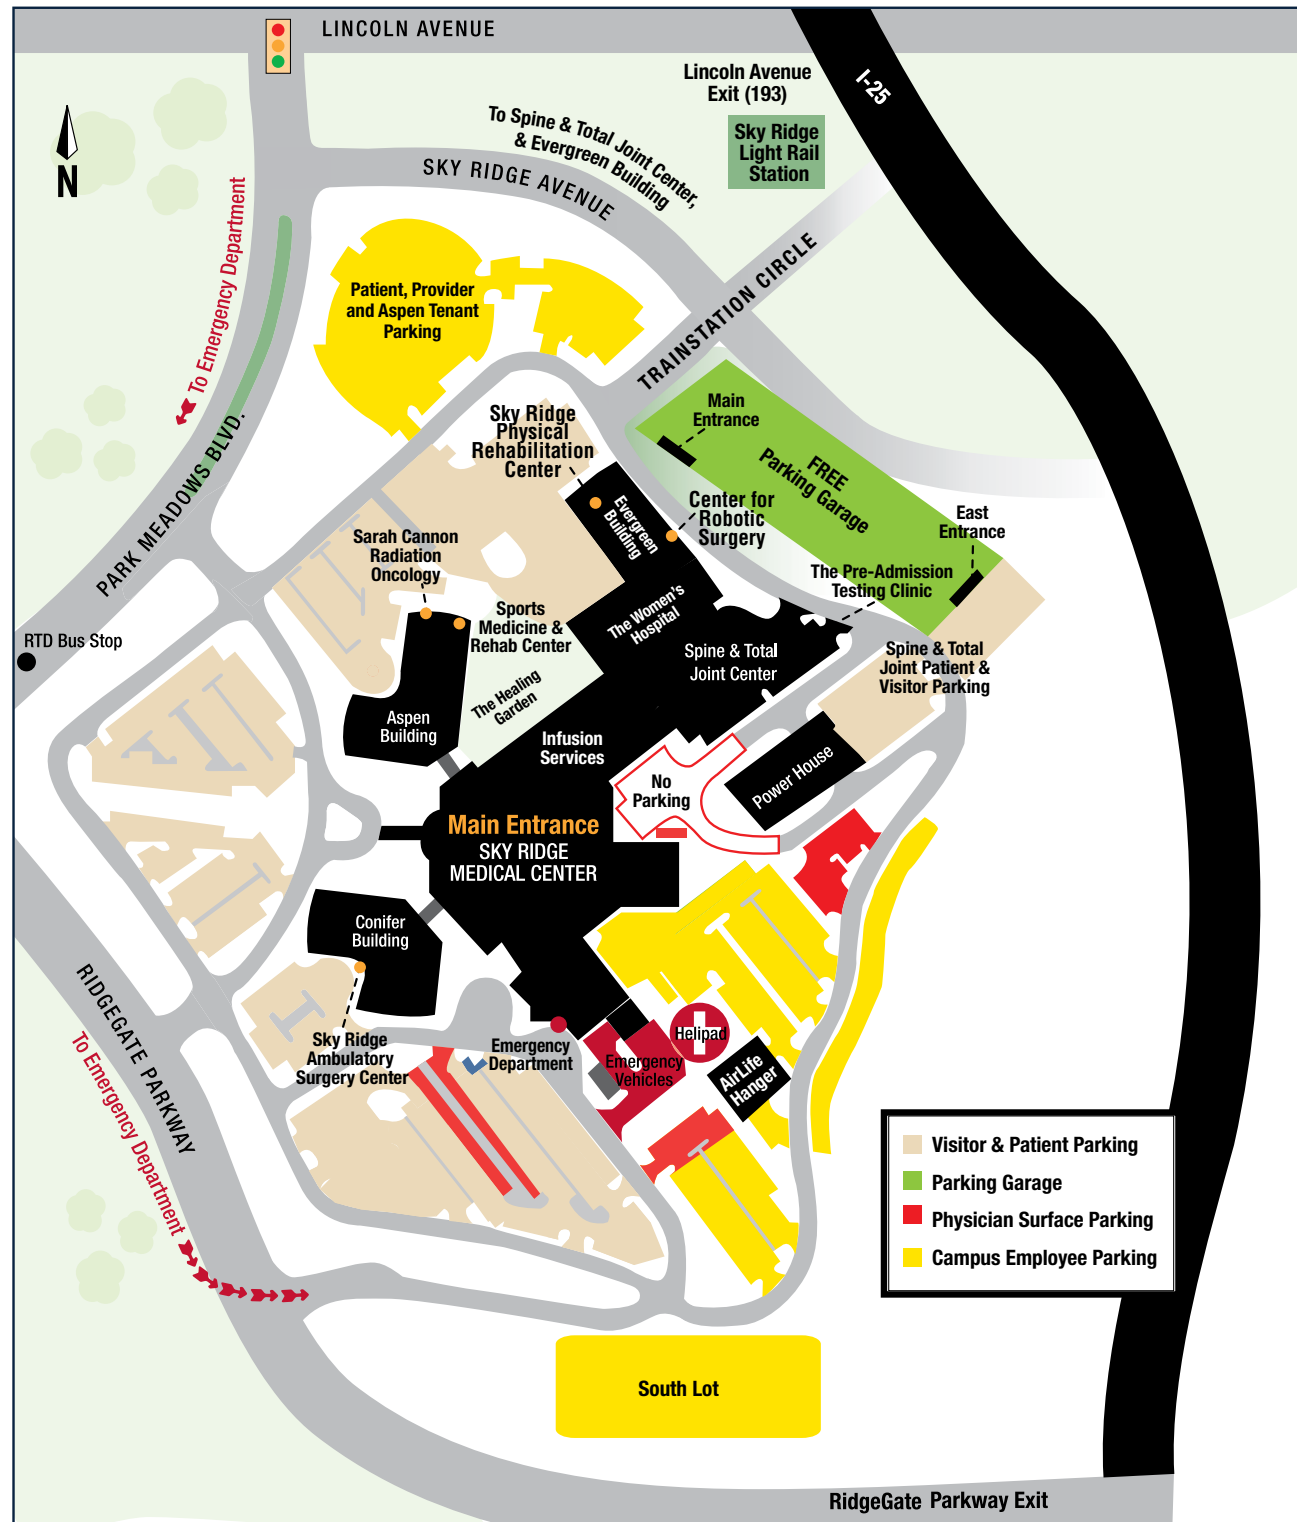 LINCOLN AVENUE
I-25
Lincoln Avenue
Exit (193)
Sky Ridge
Light Rail
Station
To Spine & Total Joint Center,
& Evergreen Building
N
SKY RIDGE AVENUE
To Emergency Department
TRAINSTATION CIRCLE
Patient, Provider
and Aspen Tenant
Parking
PARK MEADOWS BLVD.
Main
Entrance
FREE
Parking Garage
East
Entrance
Sky Ridge
Physical
Rehabilitation
Center
Evergreen
Building
Center for
Robotic
Surgery
Sarah Cannon
Radiation
Oncology
The Pre-Admission
Testing Clinic
Sports
Medicine &
Rehab Center
The Women's
Hospital
RTD Bus Stop
Spine & Total
Joint Center
Spine & Total
Joint Patient &
Visitor Parking
The Healing
Garden
Aspen
Building
Infusion
Services
No
Parking
Power House
Main Entrance
SKY RIDGE
MEDICAL CENTER
Conifer
Building
RIDGEGATE PARKWAY
To Emergency Department
Sky Ridge
Ambulatory
Surgery Center
Emergency
Department
Emergency
Vehicles
Helipad
AirLife
Hanger
Visitor & Patient Parking
Parking Garage
Physician Surface Parking
Campus Employee Parking
South Lot
RidgeGate Parkway Exit